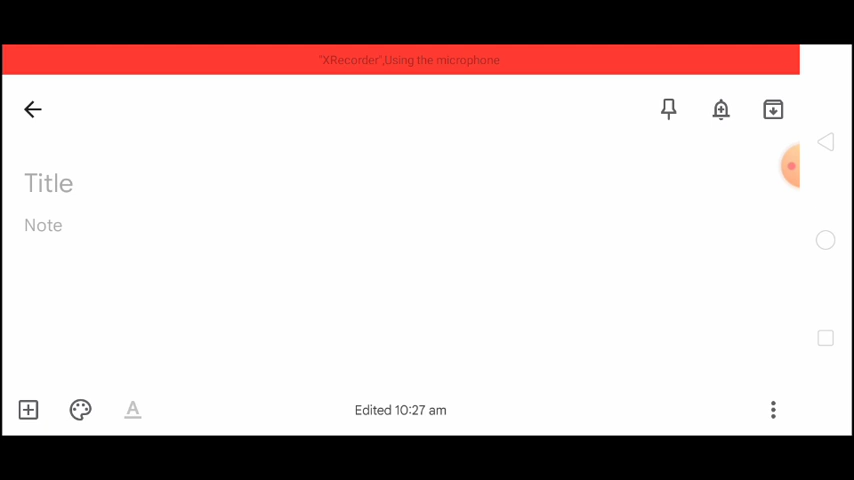 "XRecorder",Using the microphone
Title
Note
A
Edited 10:27 am